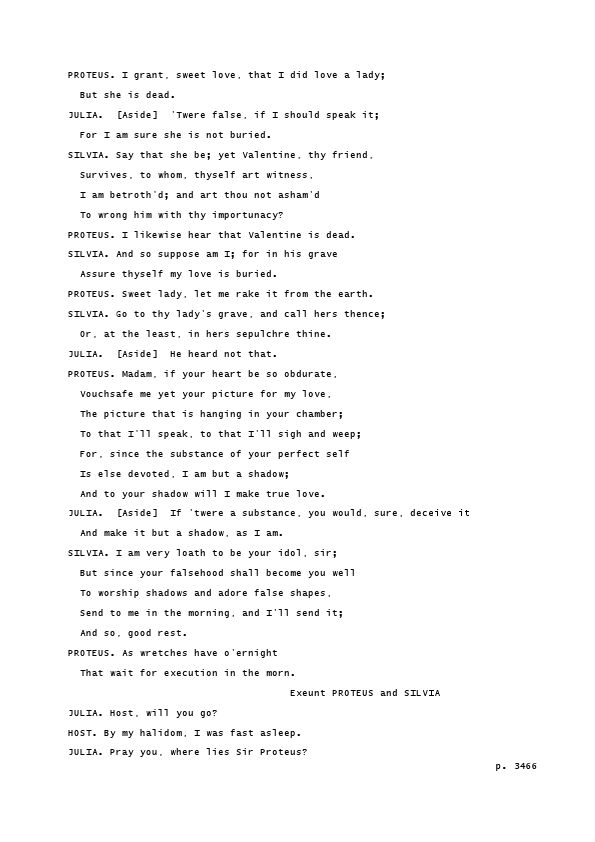 PROTEUS. I grant, sweet love, that I did love a lady;
But she is dead.
JULIA.  [Aside]  'Twere false, if I should speak it;
For I am sure she is not buried.
SILVIA. Say that she be; yet Valentine, thy friend,
Survives, to whom, thyself art witness,
I am betroth'd; and art thou not asham'd
To wrong him with thy importunacy?
PROTEUS. I likewise hear that Valentine is dead.
SILVIA. And so suppose am I; for in his grave
Assure thyself my love is buried.
PROTEUS. Sweet lady, let me rake it from the earth.
SILVIA. Go to thy lady's grave, and call hers thence;
Or, at the least, in hers sepulchre thine.
JULIA.  [Aside]  He heard not that.
PROTEUS. Madam, if your heart be so obdurate,
Vouchsafe me yet your picture for my love,
The picture that is hanging in your chamber;
To that I'll speak, to that I'll sigh and weep;
For, since the substance of your perfect self
Is else devoted, I am but a shadow;
And to your shadow will I make true love.
JULIA.  [Aside]  If 'twere a substance, you would, sure, deceive it
And make it but a shadow, as I am.
SILVIA. I am very loath to be your idol, sir;
But since your falsehood shall become you well
To worship shadows and adore false shapes,
Send to me in the morning, and I'll send it;
And so, good rest.
PROTEUS. As wretches have o'ernight
That wait for execution in the morn.
Exeunt PROTEUS and SILVIA
JULIA. Host, will you go?
HOST. By my halidom, I was fast asleep.
JULIA. Pray you, where lies Sir Proteus?
p. 3466